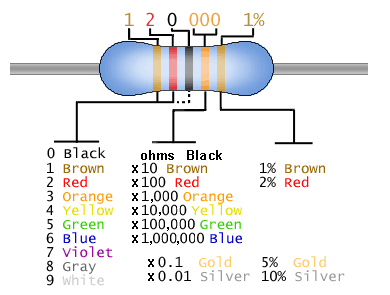 1 2 0 000 1%
0 Black ohms Black
1 Brown x10 Brown 1% Brown
2 Red x100 Red 2% Red
3 Orange x1,000 Orange
4 Yellow x10,000 Yellow
5 Green x100,000 Green
6 Blue x1,000,000 Blue
7 Violet
8 Gray x0.1 Gold 5% Gold
9 White x0.01 Silver 10% Silver